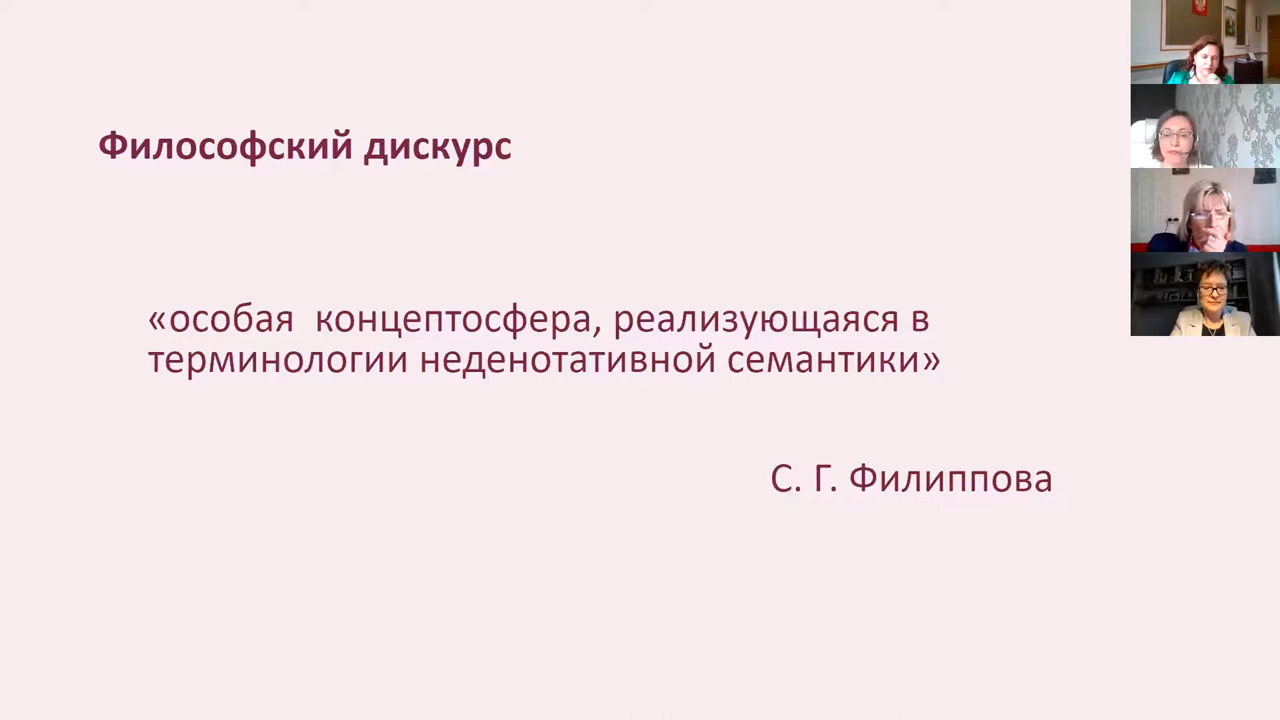 Философский дискурс
«особая концептосфера, реализующаяся в
терминологии неденотативной семантики»
С. Г. Филиппова